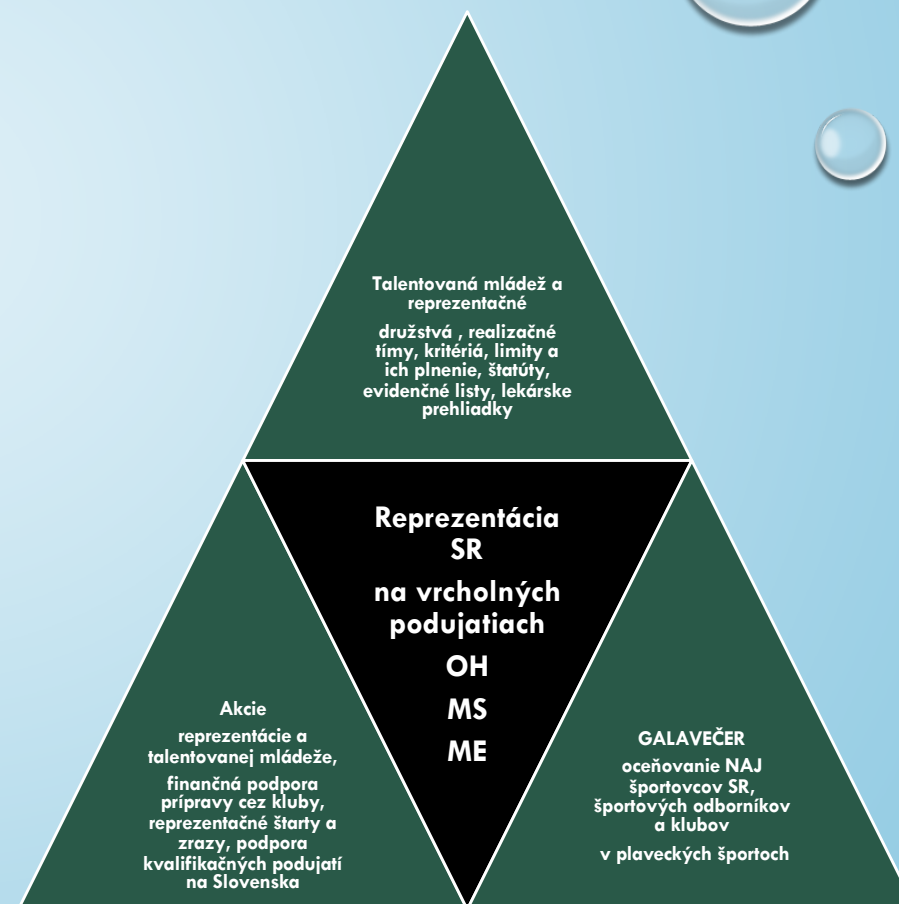 Talentovaná mládež a
reprezentačné
družstvá , realizačné
tímy, kritériá, limity a
ich plnenie, štatúty,
evidenčné listy, lekárske
prehliadky
Reprezentácia
SR
na vrcholných
podujatiach
OH
MS
ME
Akcie
reprezentácie a
talentovanej mládeže,
finančná podpora
prípravy cez kluby,
reprezentačné štarty a
zrazy, podpora
kvalifikačných podujatí
na Slovenska
GALAVEČER
oceňovanie NAJ
športovcov SR,
športových odborníkov
a klubov
v plaveckých športoch